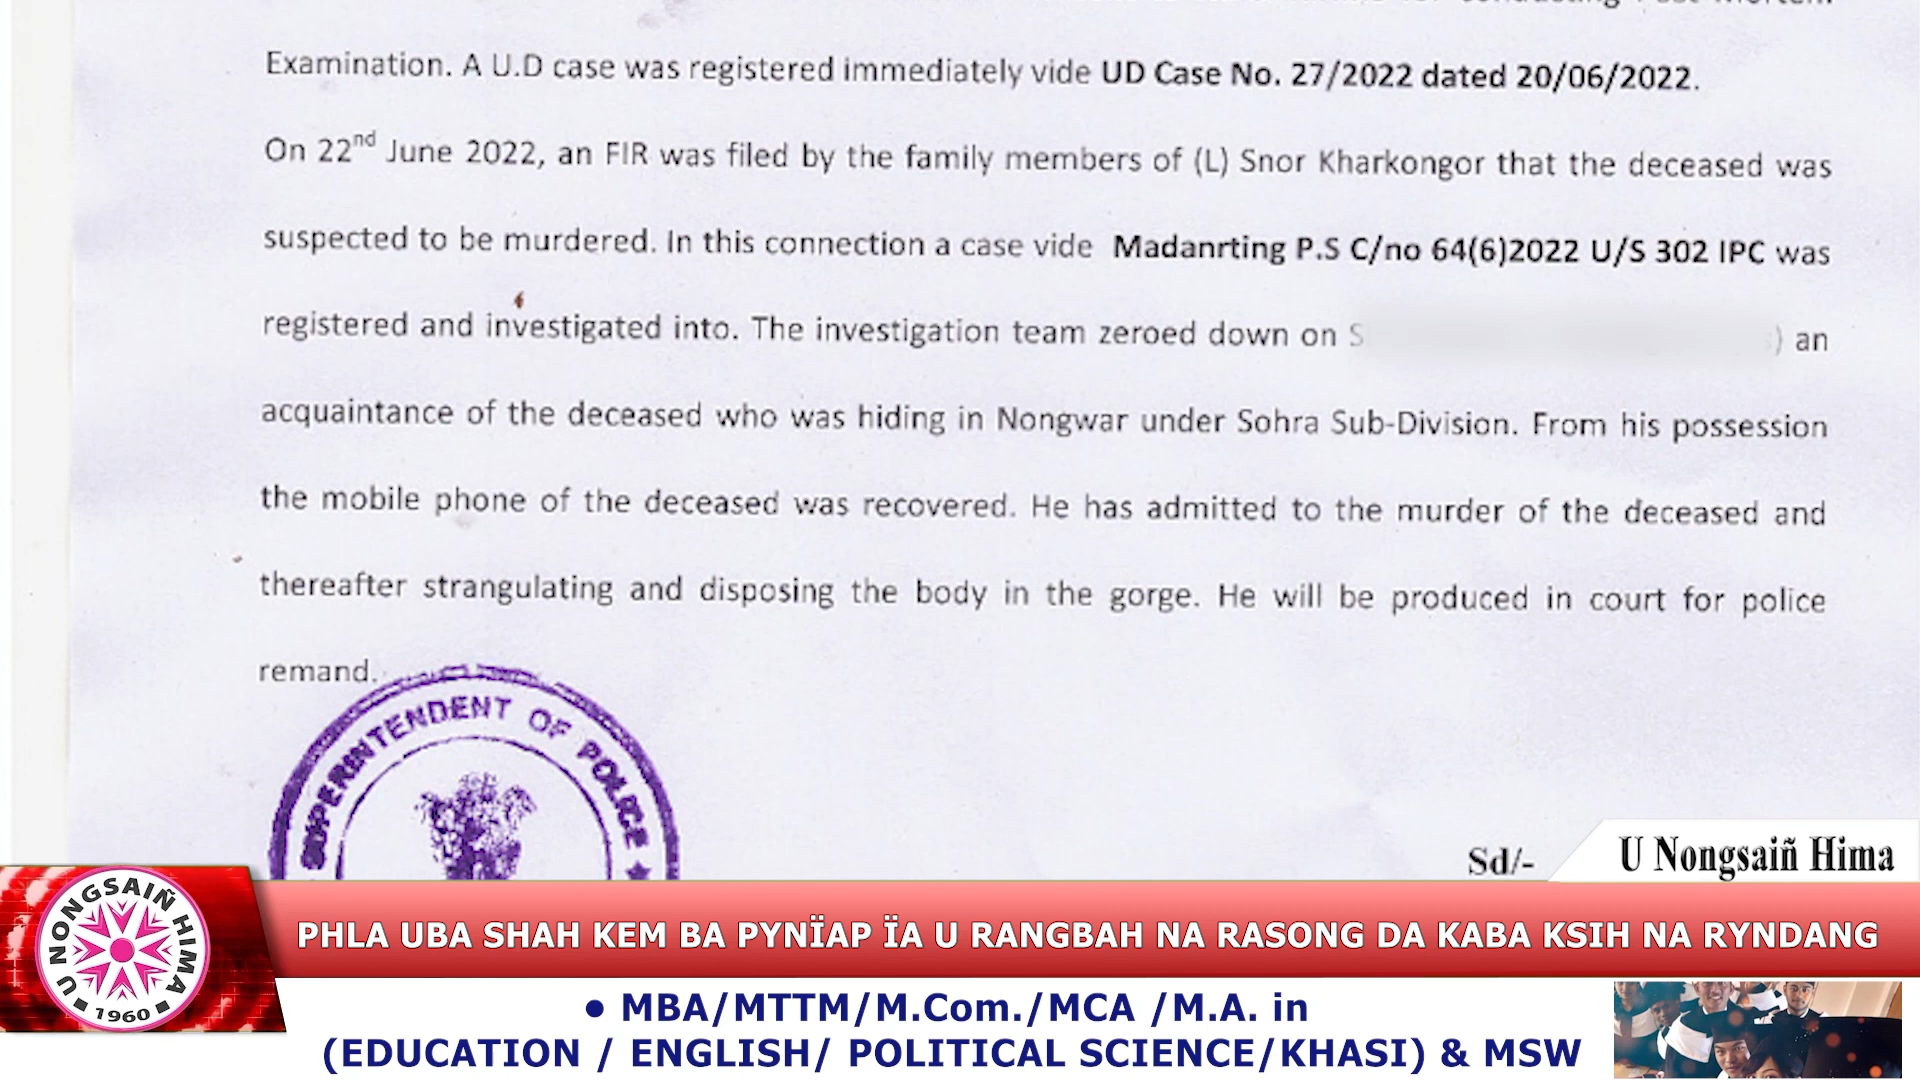 Examination. A U.D case was registered immediately vide UD Case No. 27/2022 dated 20/06/2022.
On 22nd June 2022, an FIR was filed by the family members of (L) Snor Kharkongor that the deceased was
suspected to be murdered. In this connection a case vide Madanrting P.S C/no 64(6)2022 U/S 302 IPC was
registered and investigated into. The investigation team zeroed down on S ) an
acquaintance of the deceased who was hiding in Nongwar under Sohra Sub-Division. From his possession
the mobile phone of the deceased was recovered. He has admitted to the murder of the deceased and
thereafter strangulating and disposing the body in the gorge. He will be produced in court for police
remand.
SUPERINTENDENT OF POLICE
Sd/-
U Nongsaiñ Hima
U NONGSAIÑ HIMA
1960
PHLA UBA SHAH KEM BA PYNÏAP ÏA U RANGBAH NA RASONG DA KABA KSIH NA RYNDANG
• MBA/MTTM/M.Com./MCA /M.A. in
(EDUCATION / ENGLISH/ POLITICAL SCIENCE/KHASI) & MSW